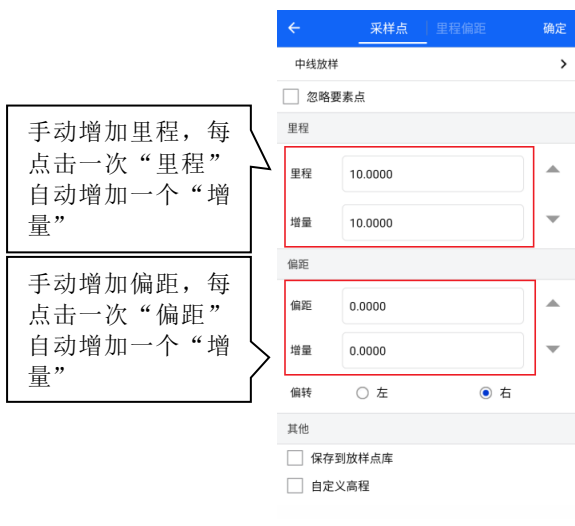 采样点 里程偏距 确定
中线放样
忽略要素点
里程
里程 10.0000
增量 10.0000
偏距
偏距 0.0000
增量 0.0000
偏转 左 右
其他
保存到放样点库
自定义高程
手动增加里程，每
点击一次“里程”
自动增加一个“增
量”
手动增加偏距，每
点击一次“偏距”
自动增加一个“增
量”